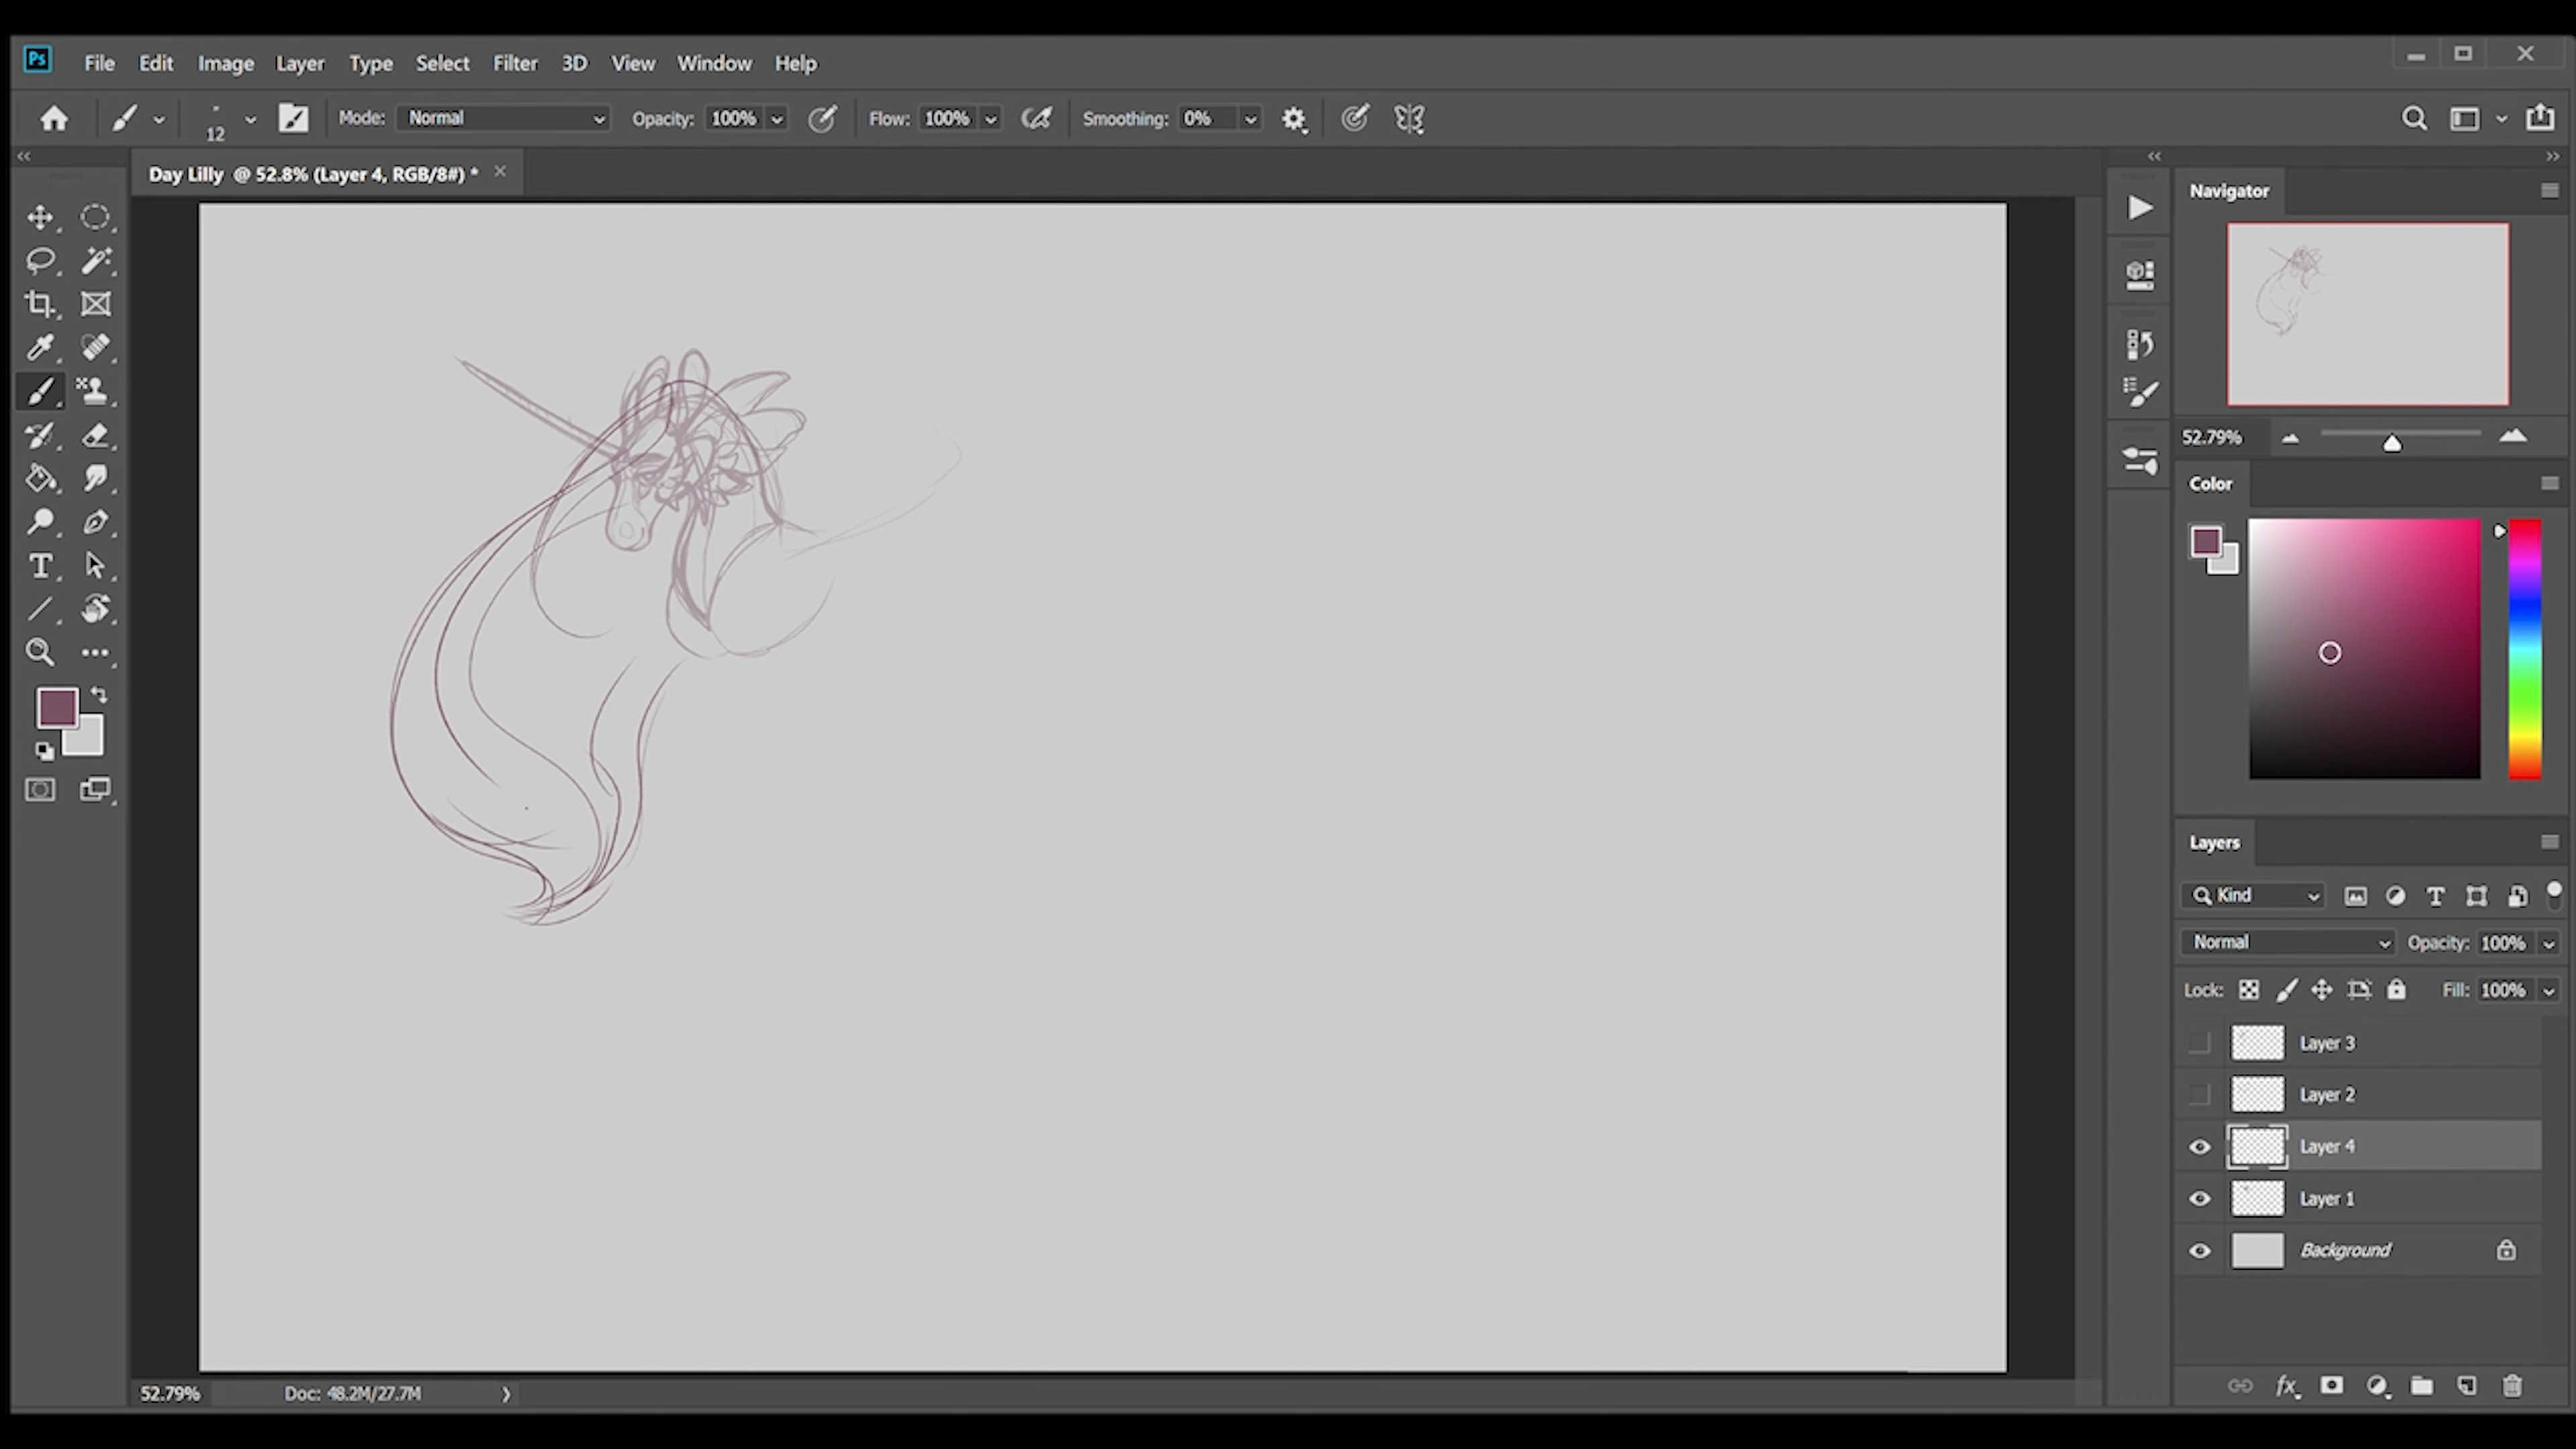 Ps File Edit Image Layer Type Select Filter 3D View Window Help
12 Mode: Normal Opacity: 100% Flow: 100% Smoothing: 0%
Day Lilly @ 52.8% (Layer 4, RGB/8#) *
Navigator
52.79%
Color
Layers
Kind
Normal Opacity: 100%
Lock: Fill: 100%
Layer 3
Layer 2
Layer 4
Layer 1
Background
52.79% Doc: 48.2M/27.7M
fx